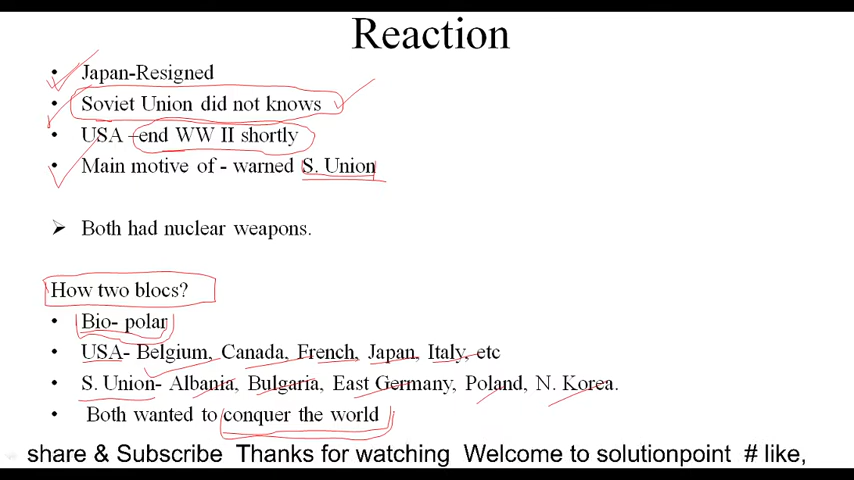 Reaction
• Japan-Resigned
• Soviet Union did not knows
• USA –end WW II shortly
• Main motive of - warned S. Union
➢ Both had nuclear weapons.
How two blocs?
• Bio- polar
• USA- Belgium, Canada, French, Japan, Italy, etc
• S. Union- Albania, Bulgaria, East Germany, Poland, N. Korea.
• Both wanted to conquer the world
share & Subscribe Thanks for watching Welcome to solutionpoint # like,